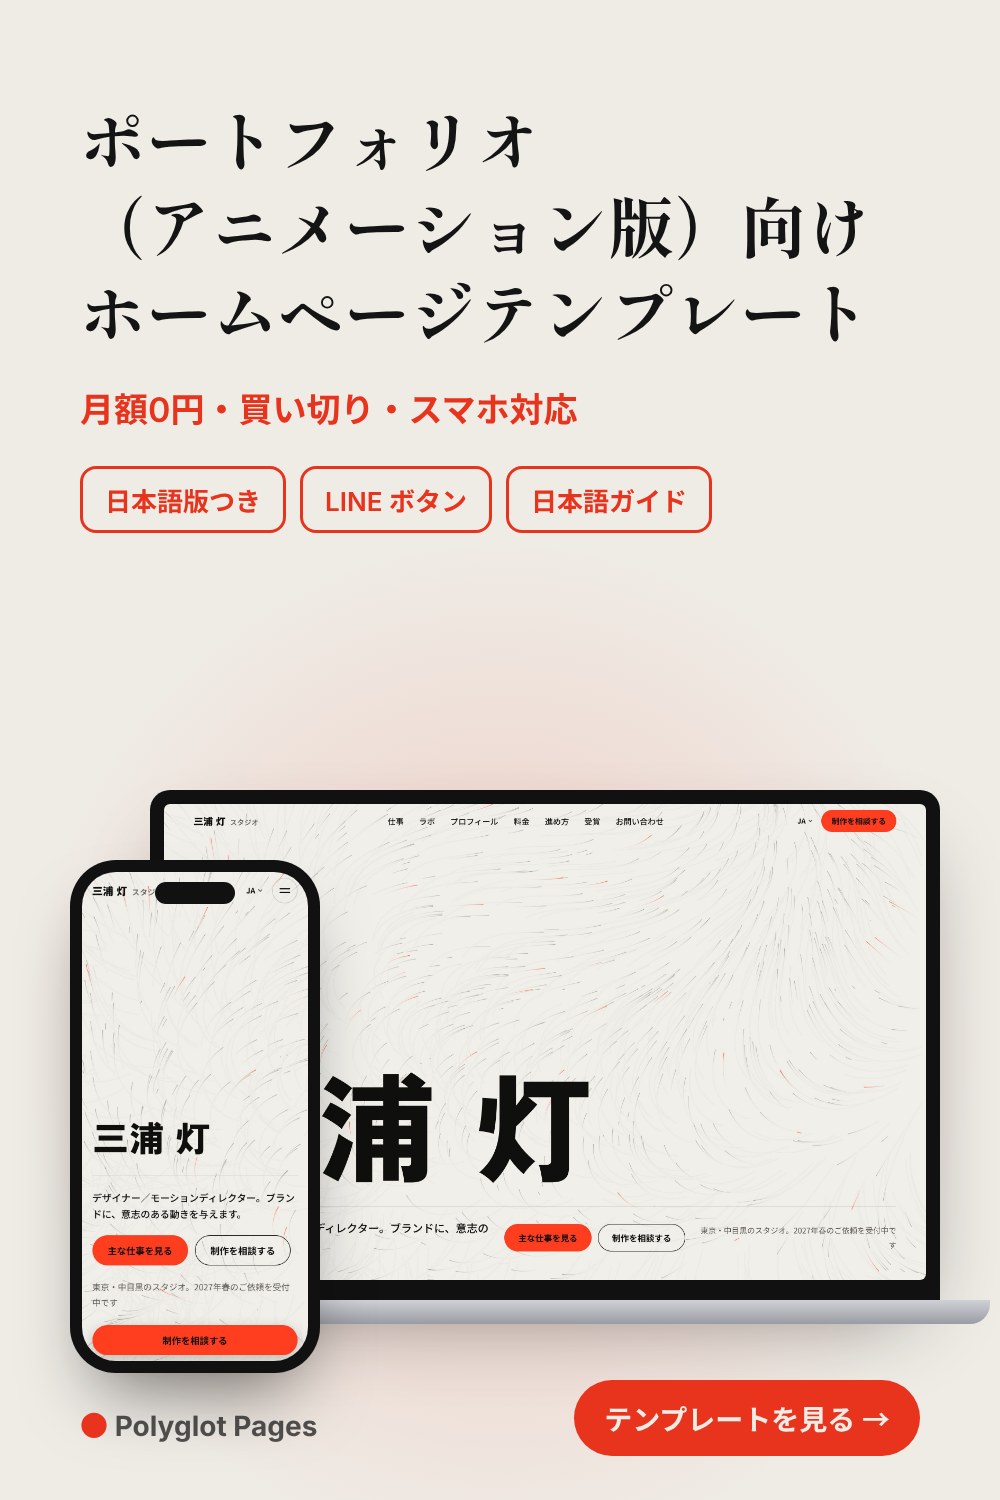 ポートフォリオ
（アニメーション版）向け
ホームページテンプレート
月額0円・買い切り・スマホ対応
日本語版つき
LINE ボタン
日本語ガイド
三浦 灯 スタジオ
仕事 ラボ プロフィール 料金 進め方 受賞 お問い合わせ
JA
制作を相談する
浦 灯
ディレクター。ブランドに、意志の
主な仕事を見る
制作を相談する
東京・中目黒のスタジオ。2027年春のご依頼を受付中で
す
三浦 灯 スタジ
JA
三浦 灯
デザイナー／モーションディレクター。ブラン
ドに、意志のある動きを与えます。
主な仕事を見る
制作を相談する
東京・中目黒のスタジオ。2027年春のご依頼を受付
中です
制作を相談する
Polyglot Pages
テンプレートを見る →